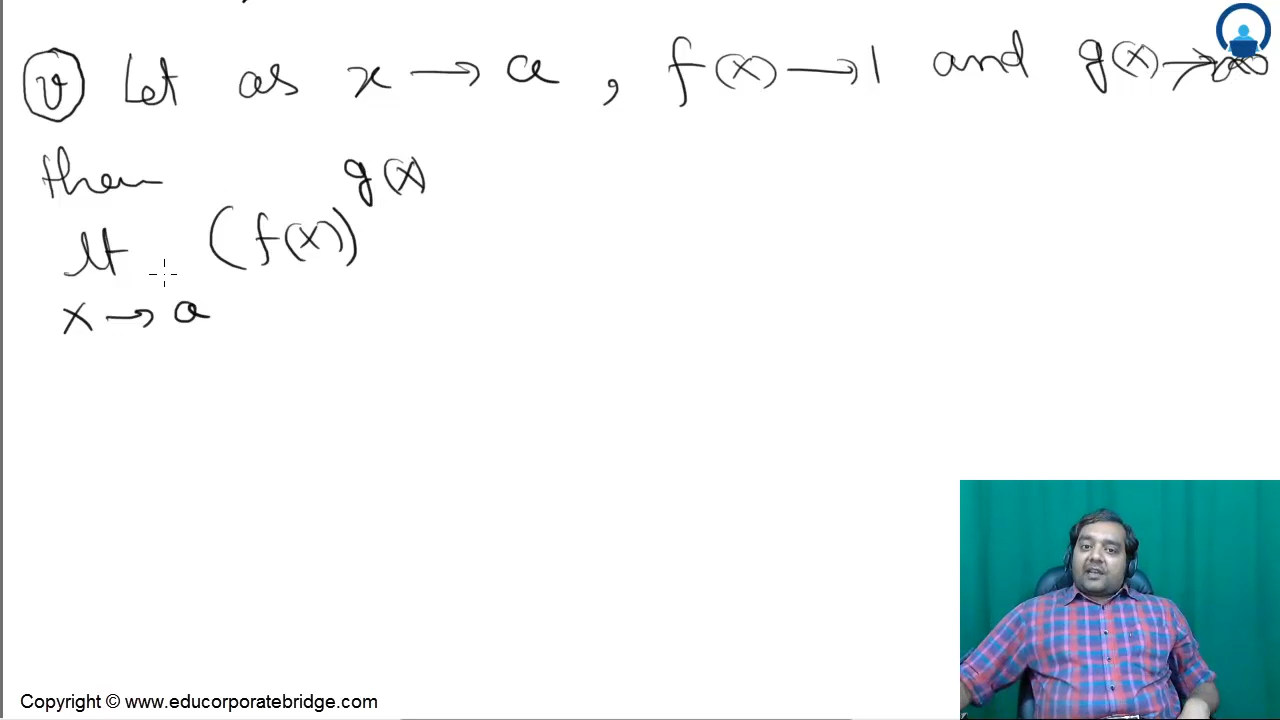 (v) Let as x → a , f(x) → 1 and g(x) → ∞
then
lt (f(x))^g(x)
x → a
Copyright © www.educorporatebridge.com